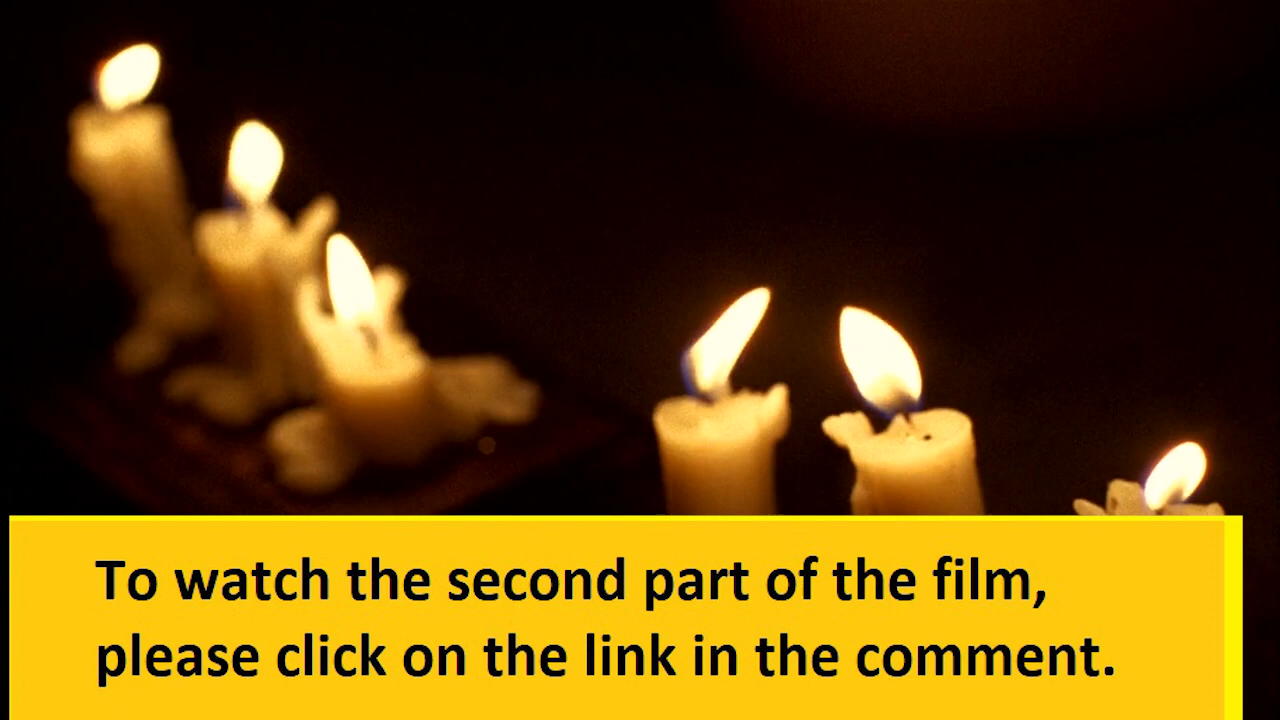 To watch the second part of the film,
please click on the link in the comment.